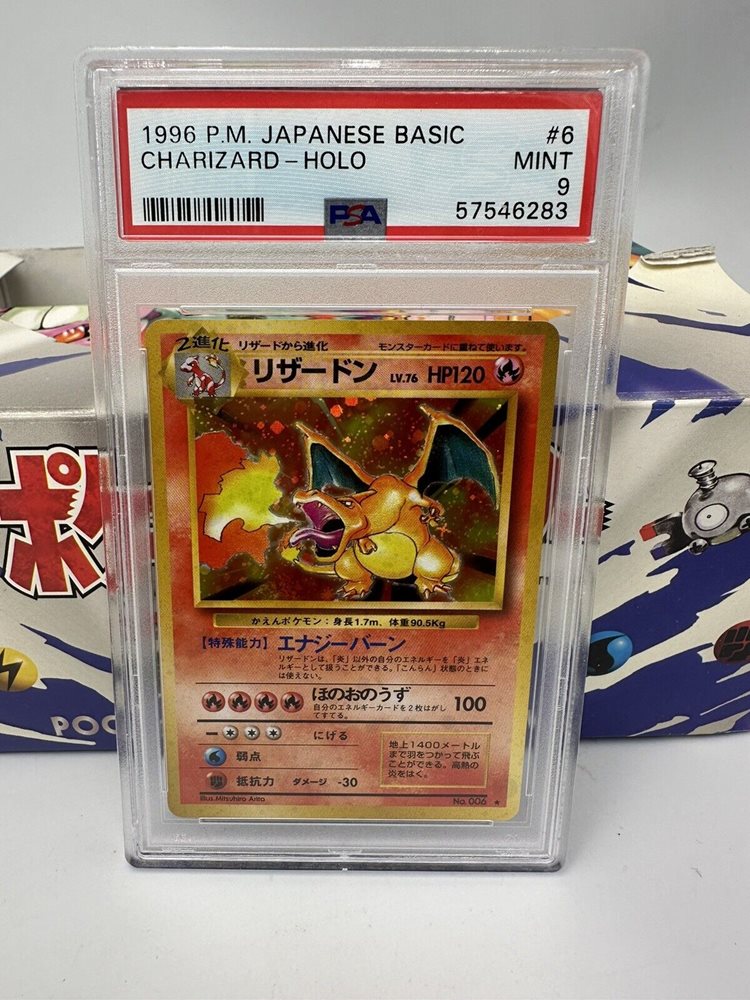 1996 P.M. JAPANESE BASIC #6
CHARIZARD-HOLO MINT
9
PSA 57546283
2進化 リザードから進化 モンスターカードに重ねて使います。
リザードン LV.76 HP120
かえんポケモン:身長1.7m、体重90.5Kg
【特殊能力】エナジーバーン
リザードンは、「炎」以外の自分のエネルギーを「炎」エネ
ルギーとして扱うことができる。「こんらん」状態のときに
は使えない。
ほのおのうず 100
自分のエネルギーカードを2枚はがし
てすてる。
にげる
弱点
抵抗力 ダメージ -30
地上1400メートル
まで羽をつかって飛ぶ
ことができる。高熱の
炎をはく。
Illus.Mitsuhiro Arita No.006 ★
ポ
POC